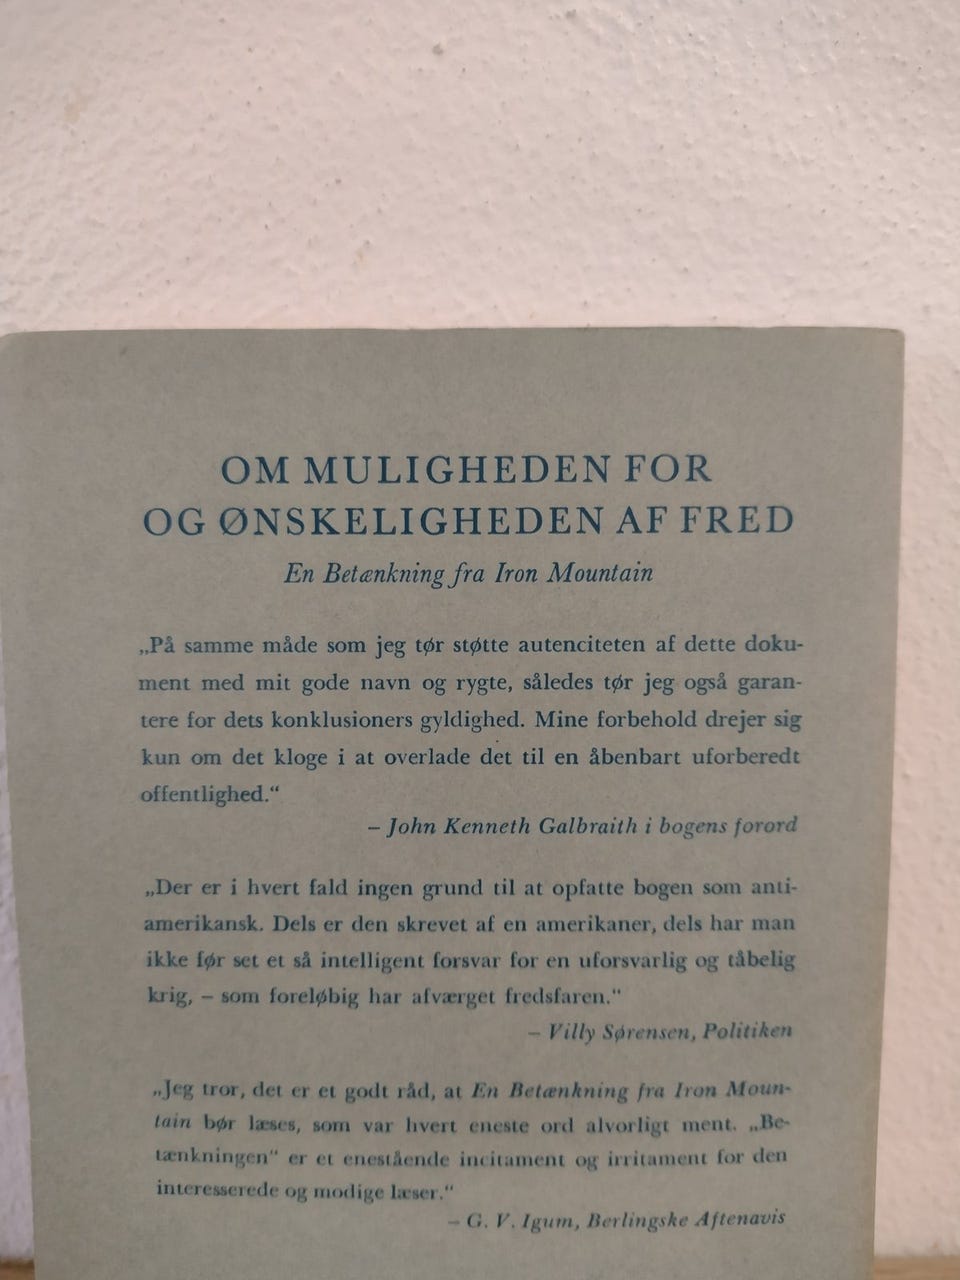 OM MULIGHEDEN FOR
OG ØNSKELIGHEDEN AF FRED
En Betænkning fra Iron Mountain
„På samme måde som jeg tør støtte autenciteten af dette doku-
ment med mit gode navn og rygte, således tør jeg også garan-
tere for dets konklusioners gyldighed. Mine forbehold drejer sig
kun om det kloge i at overlade det til en åbenbart uforberedt
offentlighed.“
– John Kenneth Galbraith i bogens forord
„Der er i hvert fald ingen grund til at opfatte bogen som anti-
amerikansk. Dels er den skrevet af en amerikaner, dels har man
ikke før set et så intelligent forsvar for en uforsvarlig og tåbelig
krig, – som foreløbig har afværget fredsfaren.“
– Villy Sørensen, Politiken
„Jeg tror, det er et godt råd, at En Betænkning fra Iron Moun-
tain bør læses, som var hvert eneste ord alvorligt ment. „Be-
tænkningen“ er et enestående incitament og irritament for den
interesserede og modige læser.“
– G. V. Igum, Berlingske Aftenavis